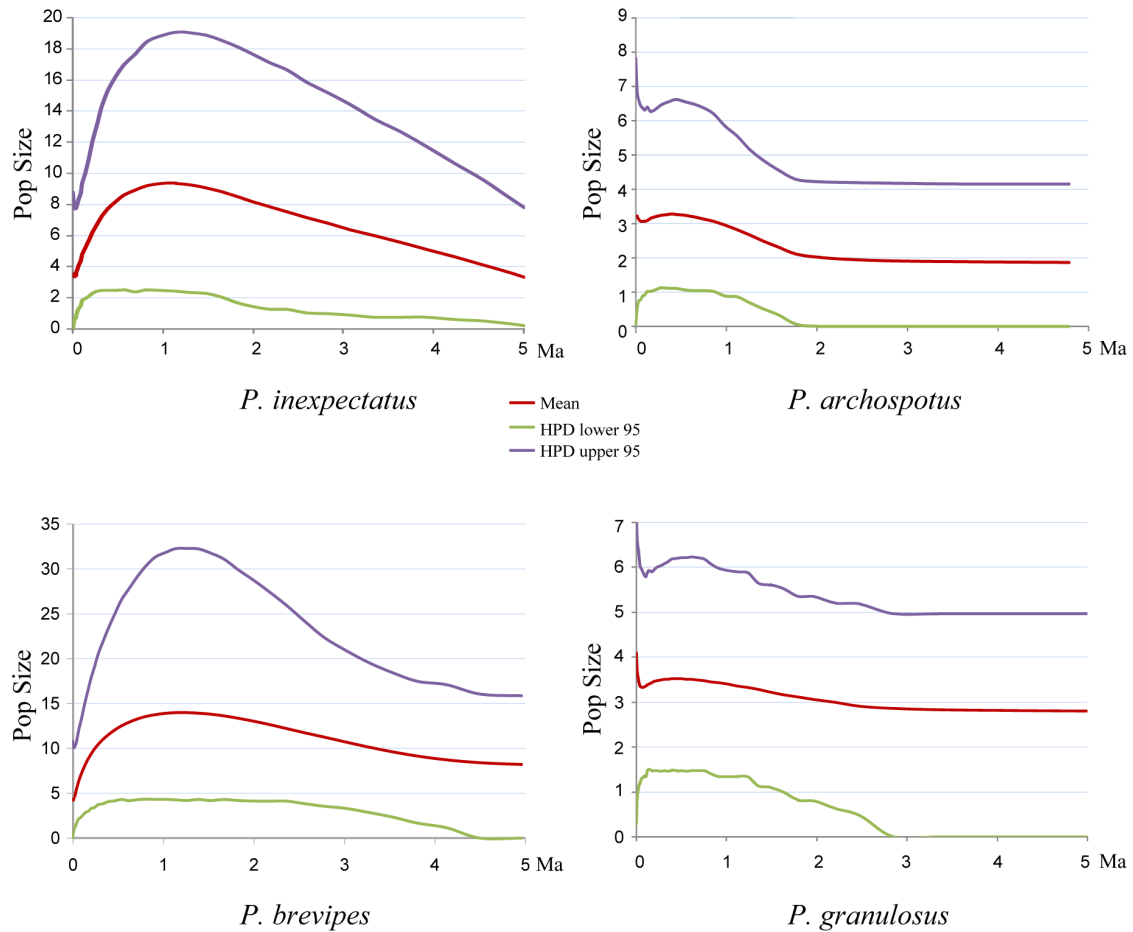 Pop Size
20
18
16
14
12
10
8
6
4
2
0
0 1 2 3 4 5 Ma
P. inexpectatus
Pop Size
9
8
7
6
5
4
3
2
1
0
0 1 2 3 4 5 Ma
P. archospotus
Mean
HPD lower 95
HPD upper 95
Pop Size
35
30
25
20
15
10
5
0
0 1 2 3 4 5 Ma
P. brevipes
Pop Size
7
6
5
4
3
2
1
0
0 1 2 3 4 5 Ma
P. granulosus